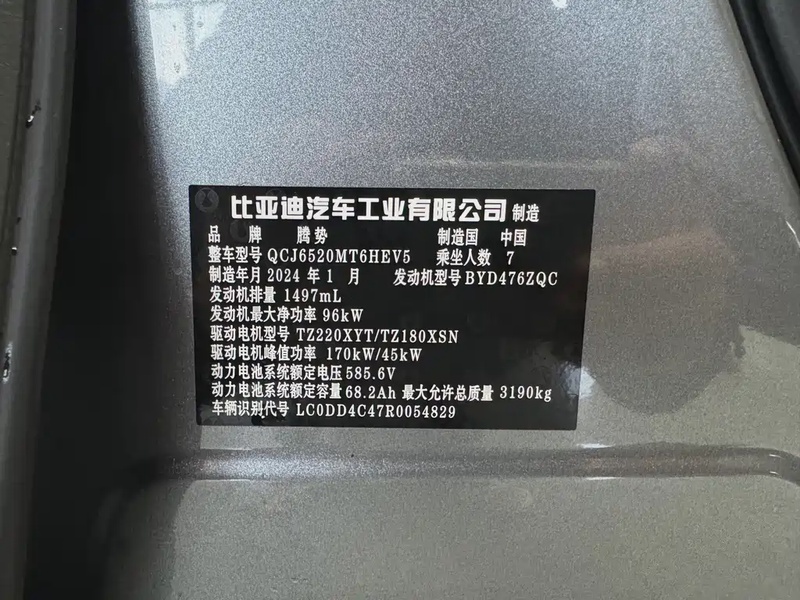 比亚迪汽车工业有限公司 制造
品 牌 腾势 制造国 中国
整车型号 QCJ6520MT6HEV5 乘坐人数 7
制造年月 2024 年 1 月 发动机型号 BYD476ZQC
发动机排量 1497mL
发动机最大净功率 96kW
驱动电机型号 TZ220XYT/TZ180XSN
驱动电机峰值功率 170kW/45kW
动力电池系统额定电压 585.6V
动力电池系统额定容量 68.2Ah 最大允许总质量 3190kg
车辆识别代号 LC0DD4C47R0054829